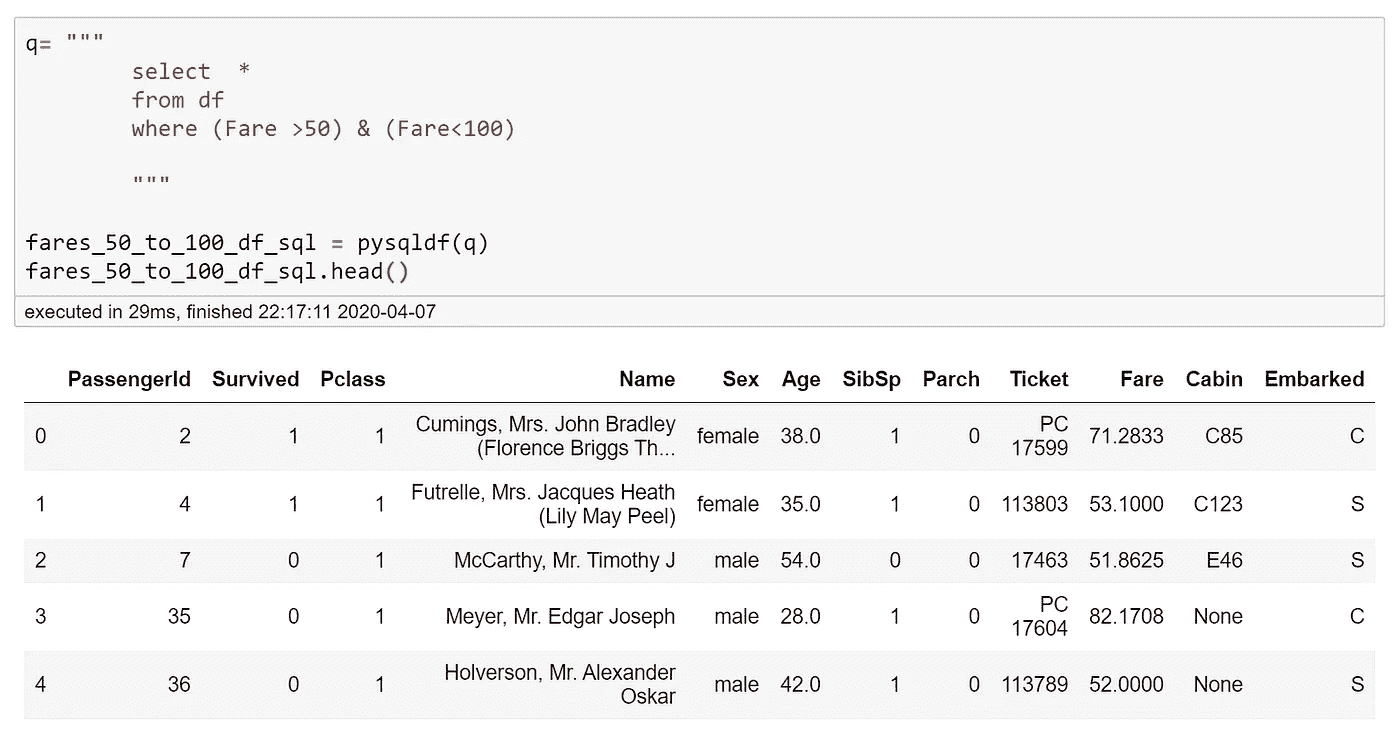 q= """
select  *
from df
where (Fare >50) & (Fare<100)
"""
fares_50_to_100_df_sql = pysqldf(q)
fares_50_to_100_df_sql.head()
executed in 29ms, finished 22:17:11 2020-04-07
PassengerId Survived Pclass Name Sex Age SibSp Parch Ticket Fare Cabin Embarked
0 2 1 1 Cumings, Mrs. John Bradley (Florence Briggs Th... female 38.0 1 0 PC 17599 71.2833 C85 C
1 4 1 1 Futrelle, Mrs. Jacques Heath (Lily May Peel) female 35.0 1 0 113803 53.1000 C123 S
2 7 0 1 McCarthy, Mr. Timothy J male 54.0 0 0 17463 51.8625 E46 S
3 35 0 1 Meyer, Mr. Edgar Joseph male 28.0 1 0 PC 17604 82.1708 None C
4 36 0 1 Holverson, Mr. Alexander Oskar male 42.0 1 0 113789 52.0000 None S